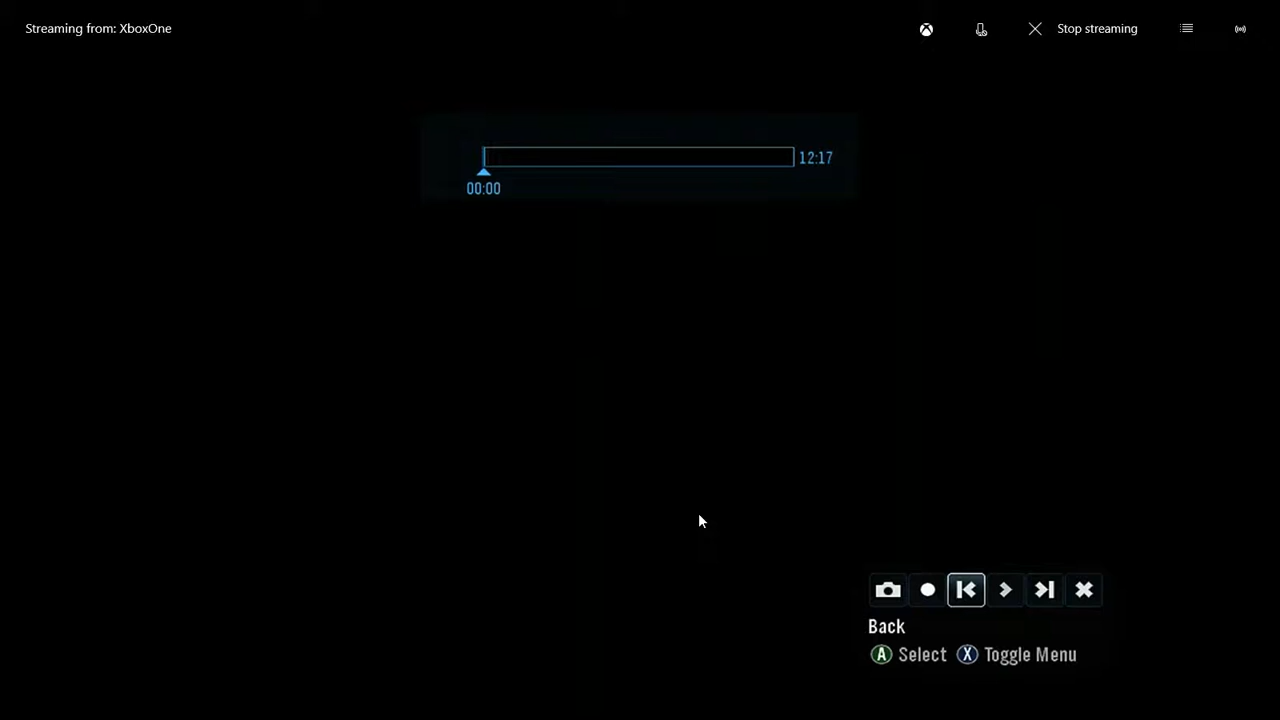 Streaming from: XboxOne
Stop streaming
12:17
00:00
Back
A Select X Toggle Menu